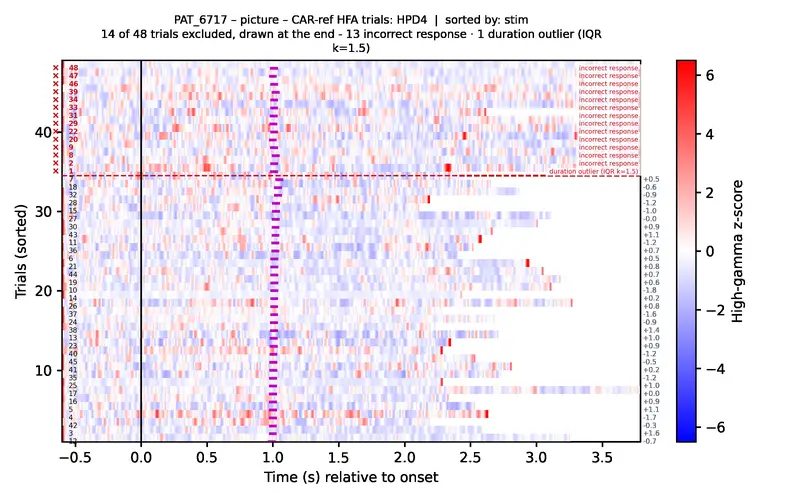 PAT_6717 – picture – CAR-ref HFA trials: HPD4 | sorted by: stim
14 of 48 trials excluded, drawn at the end - 13 incorrect response · 1 duration outlier (IQR
k=1.5)
× 48 incorrect response
× 47 incorrect response
× 46 incorrect response
× 39 incorrect response
× 34 incorrect response
× 33 incorrect response
× 31 incorrect response
× 29 incorrect response
× 22 incorrect response
× 20 incorrect response
× 9 incorrect response
× 8 incorrect response
× 2 incorrect response
× 1 duration outlier (IQR k=1.5)
7 +0.5
18 -0.6
32 -0.9
28 -1.2
15 -1.0
27 -0.0
30 +0.9
43 +1.1
11 -1.2
36 +0.7
6 +0.5
21 +0.8
44 +0.7
19 +0.6
10 -1.8
14 +0.2
26 +0.8
37 +0.6
24 -0.9
38 +1.4
13 +1.0
23 +0.9
40 -1.2
45 -0.5
41 +0.2
35 -1.2
25 +1.0
17 +0.0
16 +0.9
5 +1.1
4 -1.7
42 -0.3
3 +1.6
12 -0.7
40
30
20
10
Trials (sorted)
−0.5 0.0 0.5 1.0 1.5 2.0 2.5 3.0 3.5
Time (s) relative to onset
6
4
2
0
−2
−4
−6
High-gamma z-score